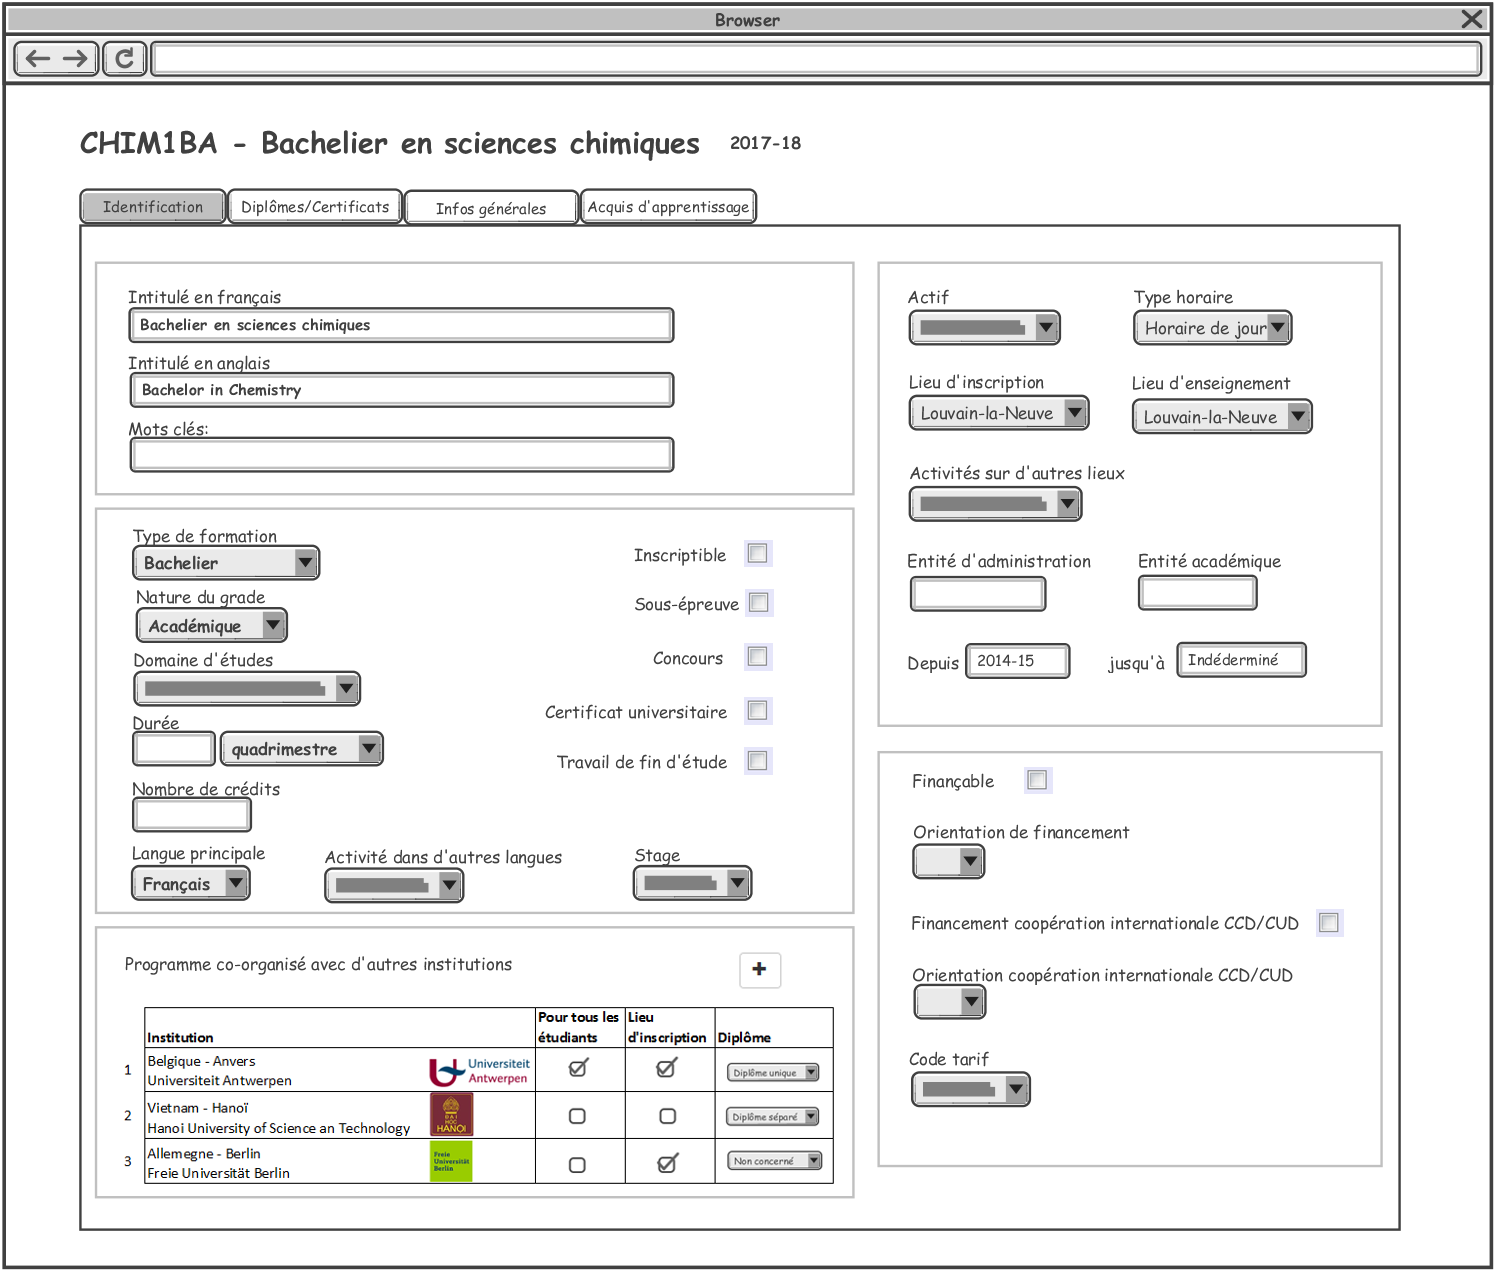 Browser
CHIM1BA - Bachelier en sciences chimiques 2017-18
Identification
Diplômes/Certificats
Infos générales
Acquis d'apprentissage
Intitulé en français
Bachelier en sciences chimiques
Intitulé en anglais
Bachelor in Chemistry
Mots clés:
Type de formation
Bachelier
Nature du grade
Académique
Domaine d'études
Durée
quadrimestre
Nombre de crédits
Langue principale
Français
Activité dans d'autres langues
Stage
Inscriptible
Sous-épreuve
Concours
Certificat universitaire
Travail de fin d'étude
Programme co-organisé avec d'autres institutions
+
Institution
Pour tous les
étudiants
Lieu
d'inscription
Diplôme
1
Belgique - Anvers
Universiteit Antwerpen
Universiteit
Antwerpen
Diplôme unique
2
Vietnam - Hanoï
Hanoi University of Science an Technology
ĐẠI
HỌC
HANOI
Diplôme séparé
3
Allemegne - Berlin
Freie Universität Berlin
Freie
Universität
Berlin
Non concerné
Actif
Type horaire
Horaire de jour
Lieu d'inscription
Louvain-la-Neuve
Lieu d'enseignement
Louvain-la-Neuve
Activités sur d'autres lieux
Entité d'administration
Entité académique
Depuis 2014-15 jusqu'à Indéderminé
Finançable
Orientation de financement
Financement coopération internationale CCD/CUD
Orientation coopération internationale CCD/CUD
Code tarif